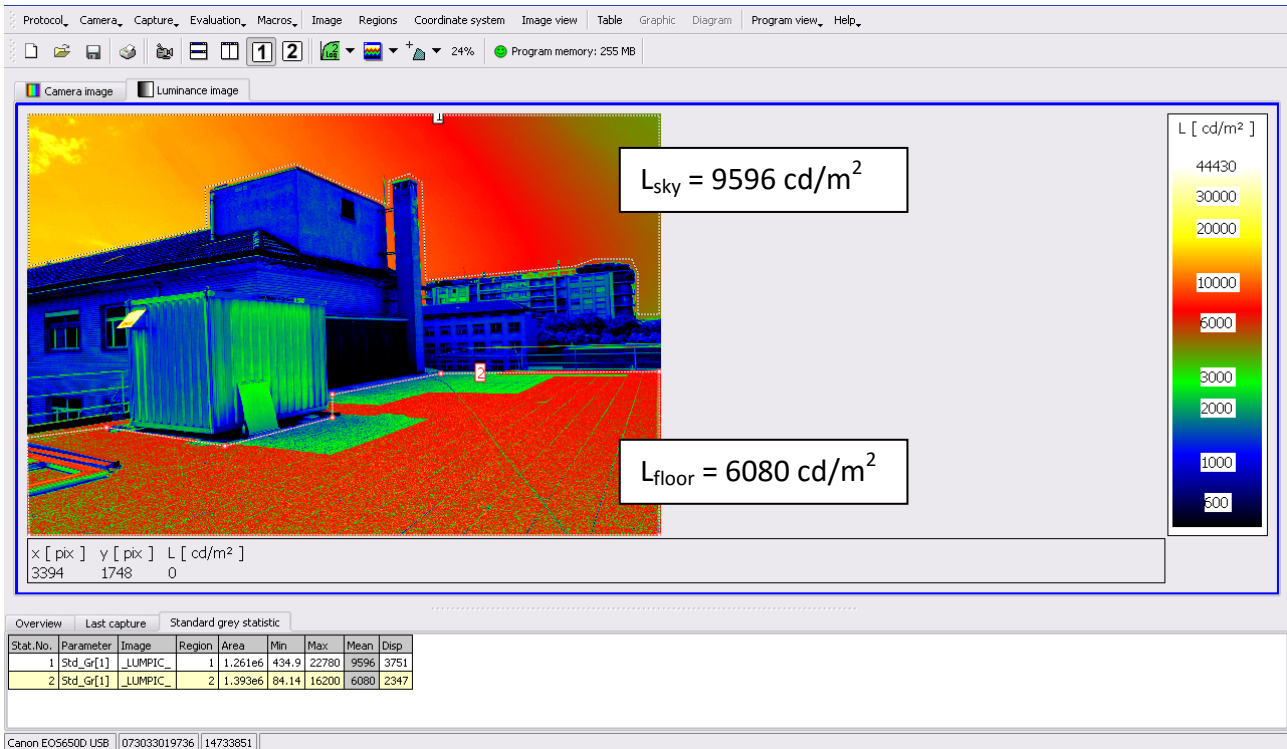 Protocol Camera Capture Evaluation Macros Image Regions Coordinate system Image view Table Graphic Diagram Program view Help
1 2 24% Program memory: 255 MB
Camera image Luminance image
1
Lsky = 9596 cd/m²
2
Lfloor = 6080 cd/m²
L [ cd/m² ]
44430
30000
20000
10000
6000
3000
2000
1000
600
x [ pix ] y [ pix ] L [ cd/m² ]
3394 1748 0
Overview Last capture Standard grey statistic
Stat.No. Parameter Image Region Area Min Max Mean Disp
1 Std_Gr[1] _LUMPIC_ 1 1.261e6 434.9 22780 9596 3751
2 Std_Gr[1] _LUMPIC_ 2 1.393e6 84.14 16200 6080 2347
Canon EOS650D USB 073033019736 14733851